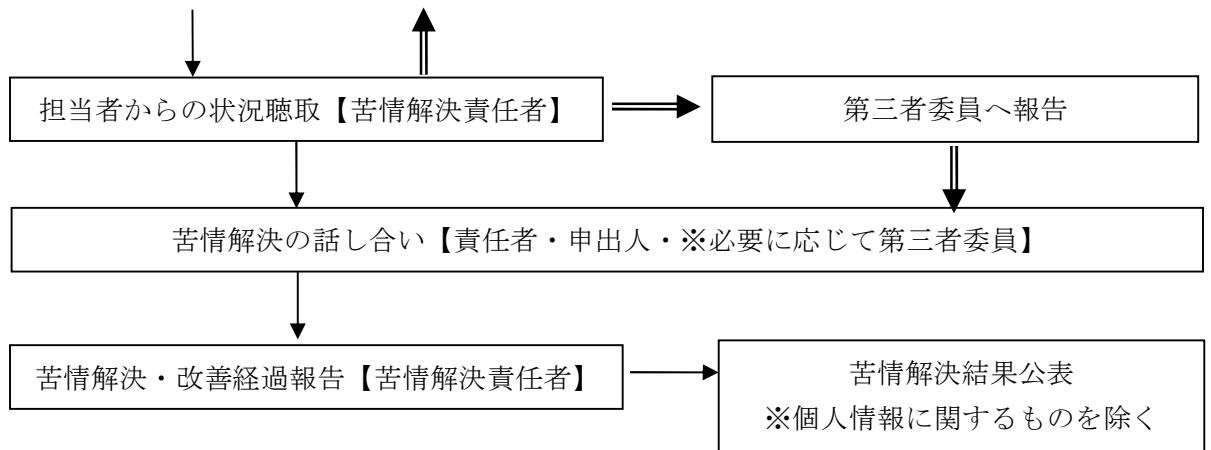 担当者からの状況聴取【苦情解決責任者】
第三者委員へ報告
苦情解決の話し合い【責任者・申出人・※必要に応じて第三者委員】
苦情解決・改善経過報告【苦情解決責任者】
苦情解決結果公表
※個人情報に関するものを除く